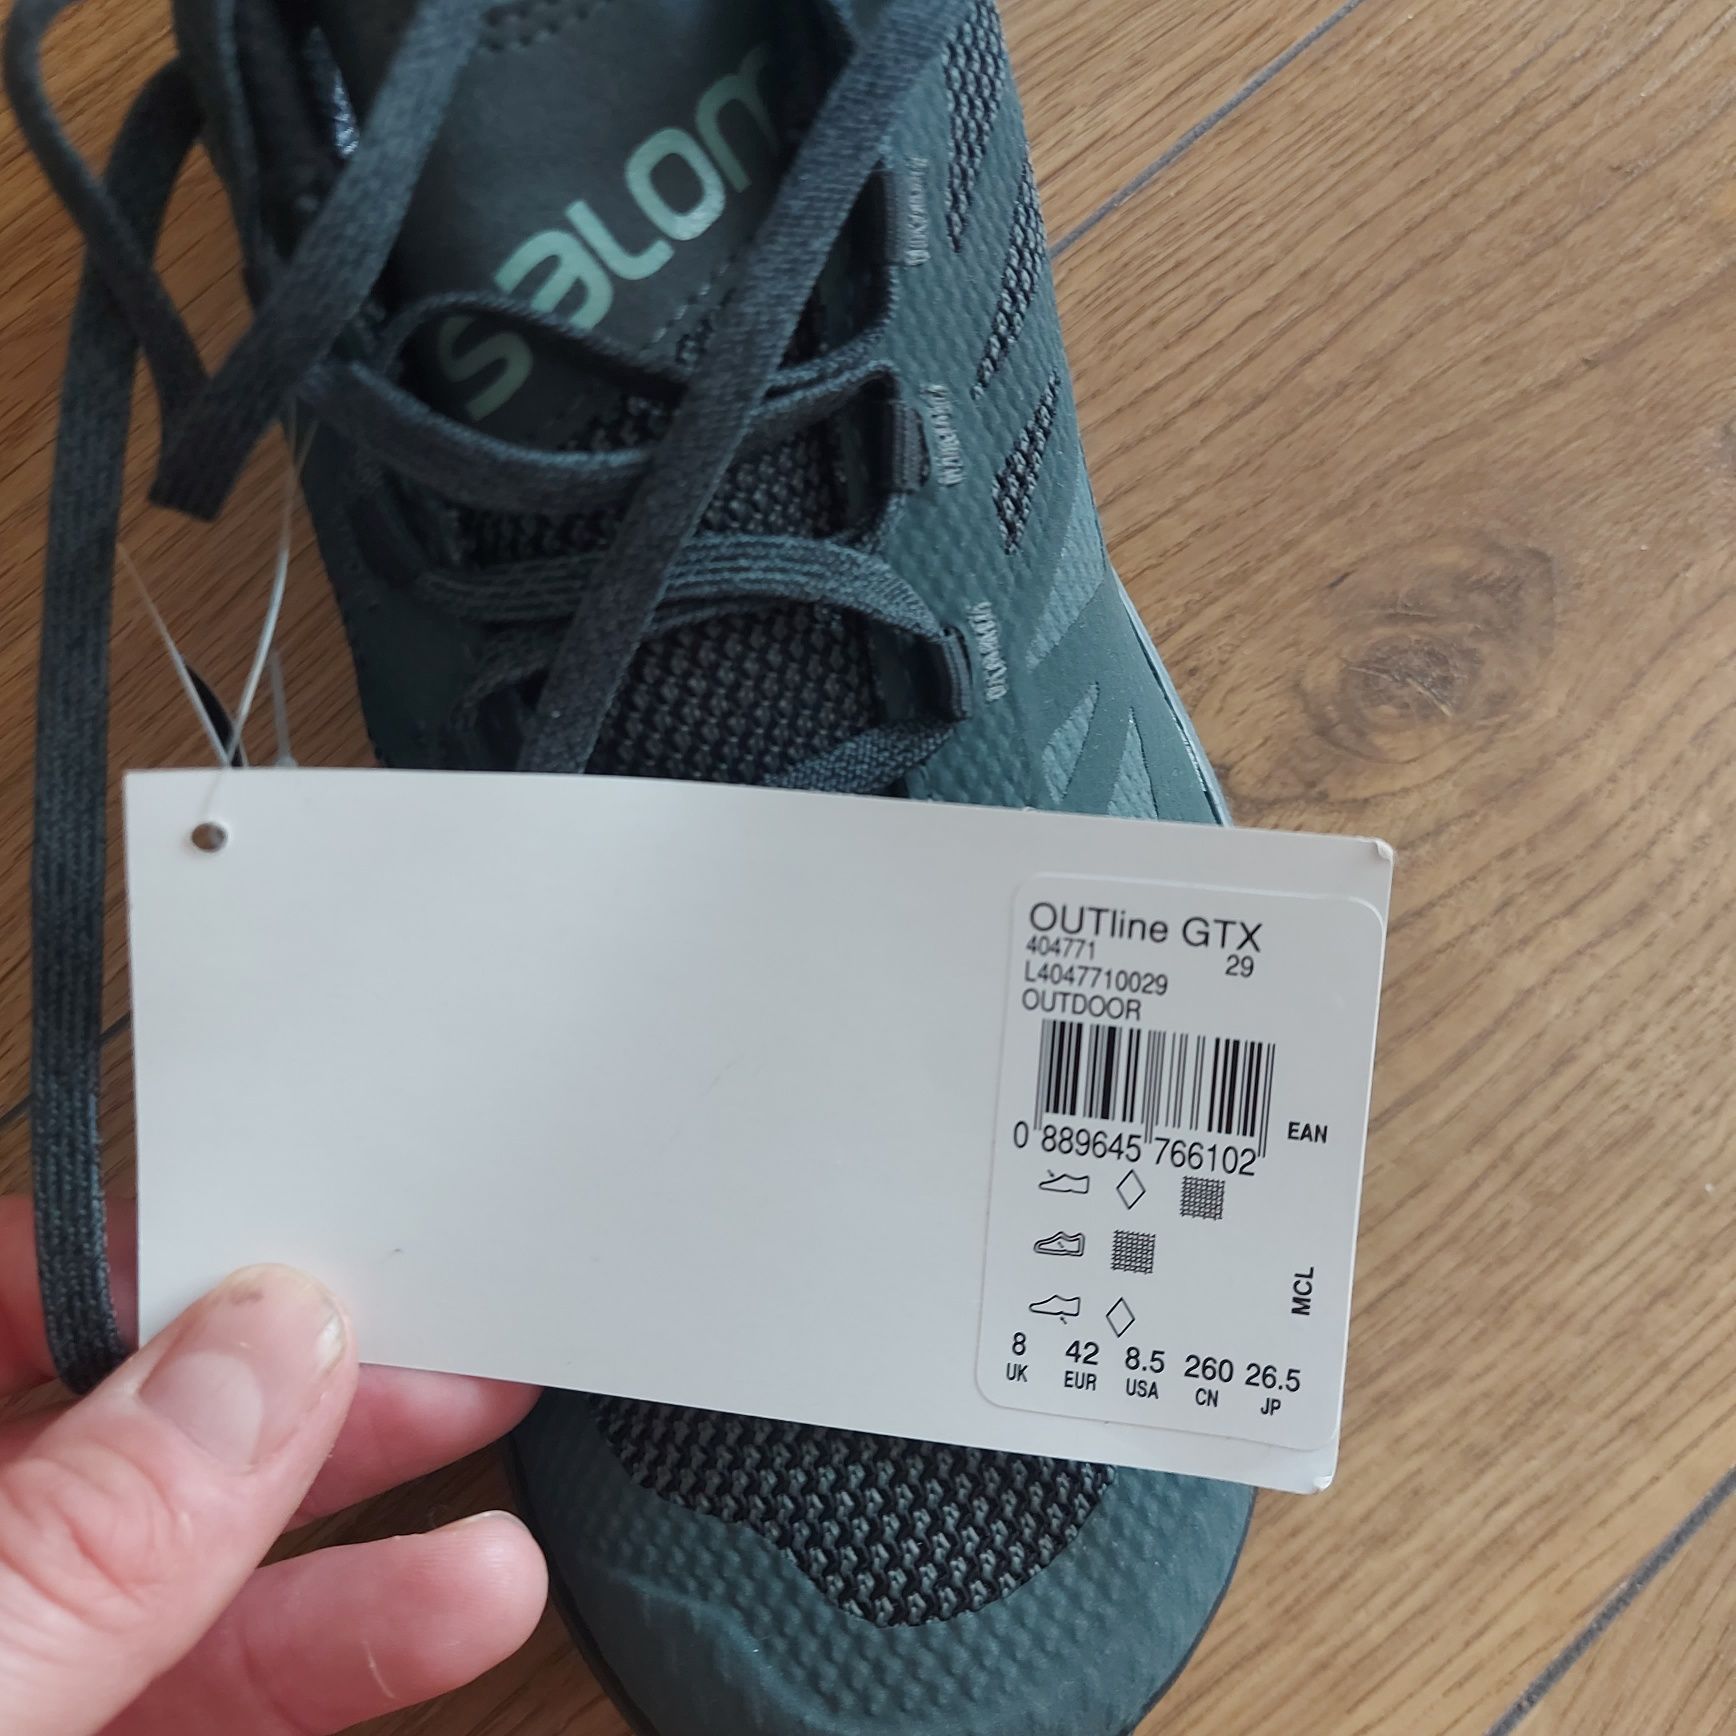 salomon
OUTline GTX
404771 29
L4047710029
OUTDOOR
0 889645 766102
EAN
MCL
8 42 8.5 260 26.5
UK EUR USA CN JP